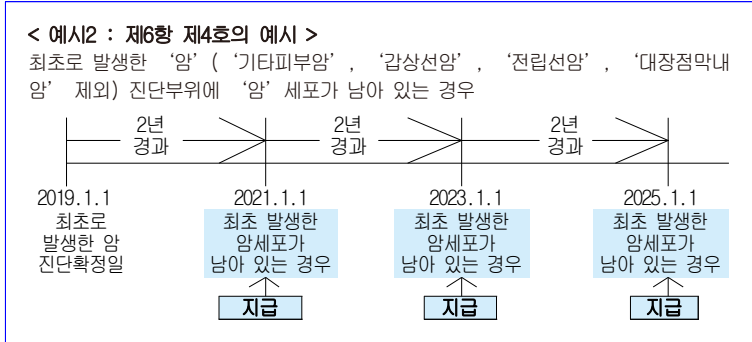 < 예시2 : 제6항 제4호의 예시 >
최초로 발생한 ‘암’ ( ‘기타피부암’, ‘갑상선암’, ‘전립선암’, ‘대장점막내
암’ 제외) 진단부위에 ‘암’ 세포가 남아 있는 경우
2년 2년 2년
경과 경과 경과
2019.1.1 2021.1.1 2023.1.1 2025.1.1
최초로 최초 발생한 최초 발생한 최초 발생한
발생한 암 암세포가 암세포가 암세포가
진단확정일 남아 있는 경우 남아 있는 경우 남아 있는 경우
지급 지급 지급